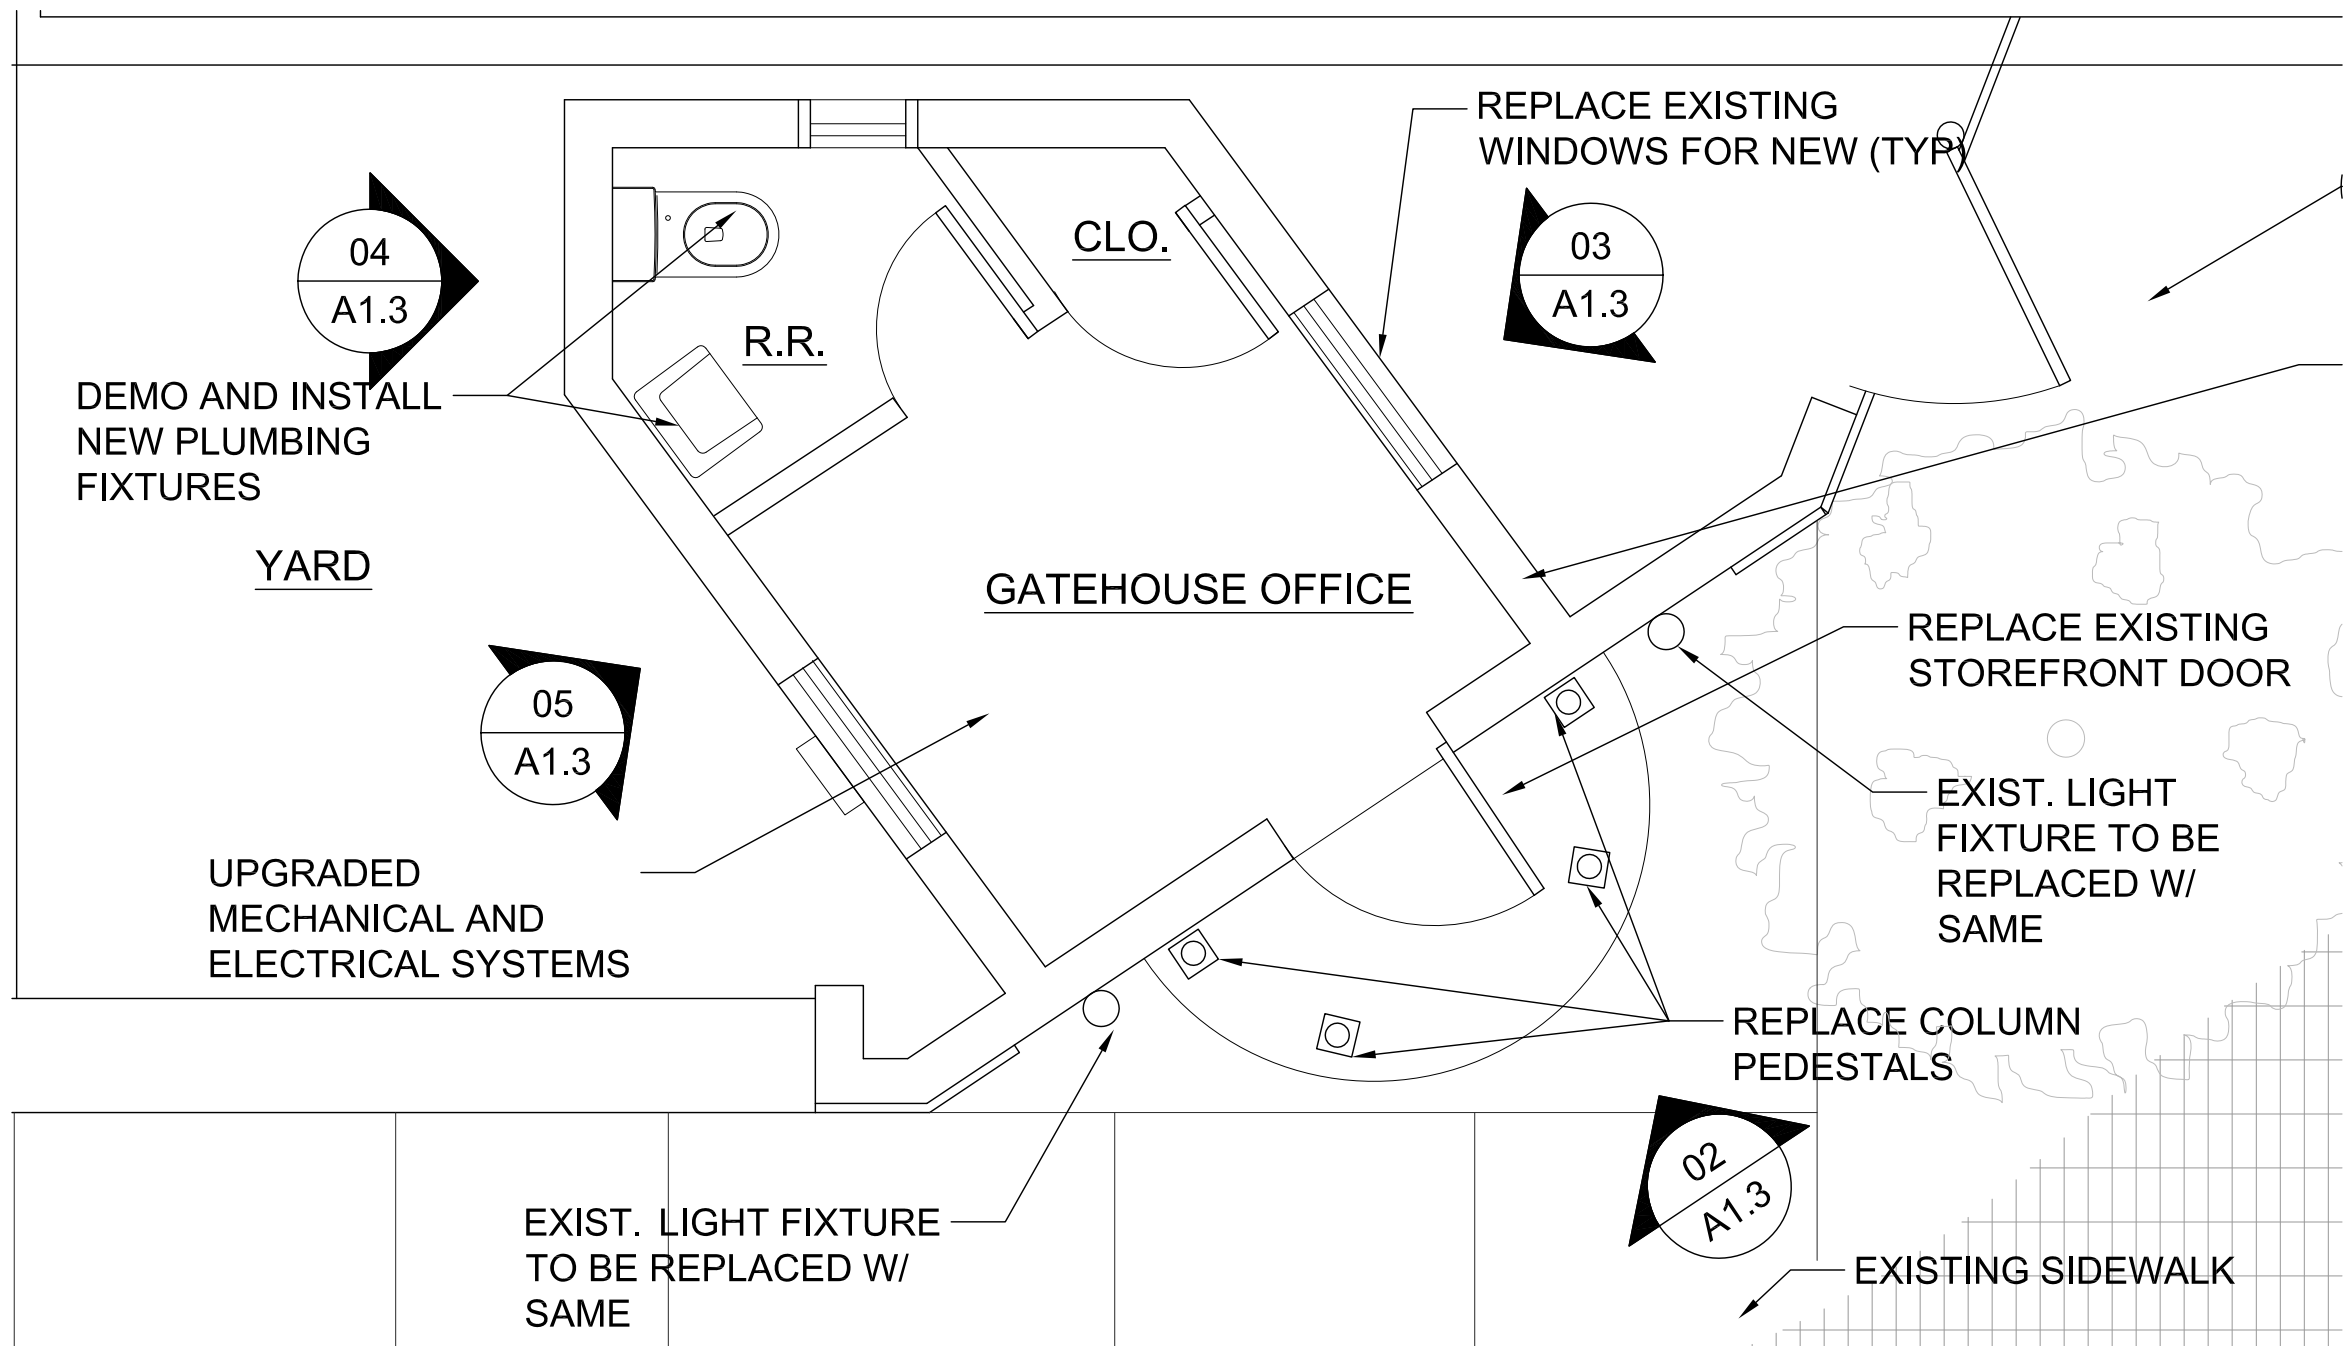 REPLACE EXISTING
WINDOWS FOR NEW (TYP)
04
A1.3
CLO.
03
A1.3
R.R.
DEMO AND INSTALL
NEW PLUMBING
FIXTURES
YARD
GATEHOUSE OFFICE
REPLACE EXISTING
STOREFRONT DOOR
05
A1.3
EXIST. LIGHT
FIXTURE TO BE
REPLACED W/
SAME
UPGRADED
MECHANICAL AND
ELECTRICAL SYSTEMS
REPLACE COLUMN
PEDESTALS
02
A1.3
EXIST. LIGHT FIXTURE
TO BE REPLACED W/
SAME
EXISTING SIDEWALK